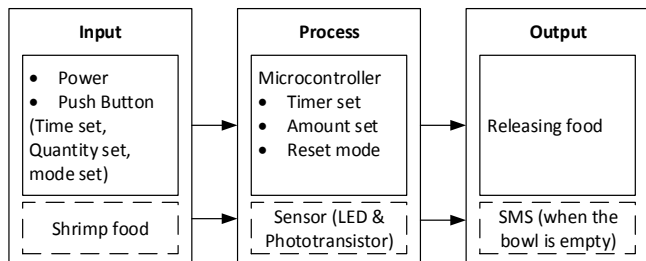 Input
• Power
• Push Button
(Time set,
Quantity set,
mode set)
Shrimp food
Process
Microcontroller
• Timer set
• Amount set
• Reset mode
Sensor (LED &
Phototransistor)
Output
Releasing food
SMS (when the
bowl is empty)